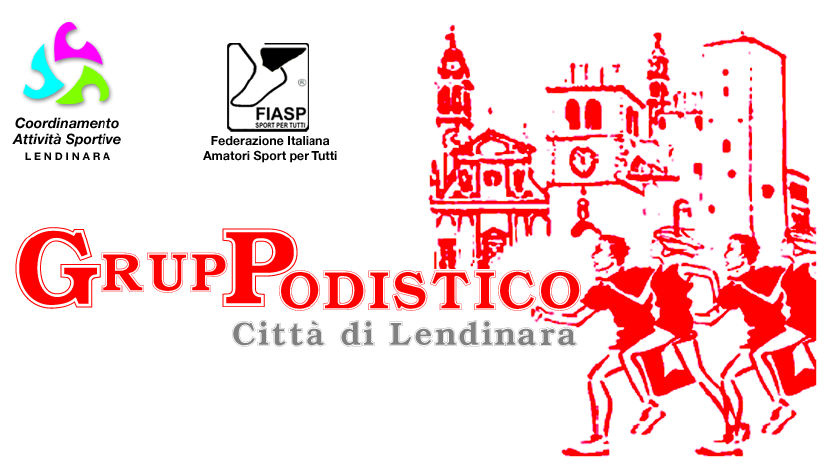 Coordinamento
Attività Sportive
LENDINARA
®
FIASP
SPORT PER TUTTI
Federazione Italiana
Amatori Sport per Tutti
GRUPPODISTICO
Città di Lendinara